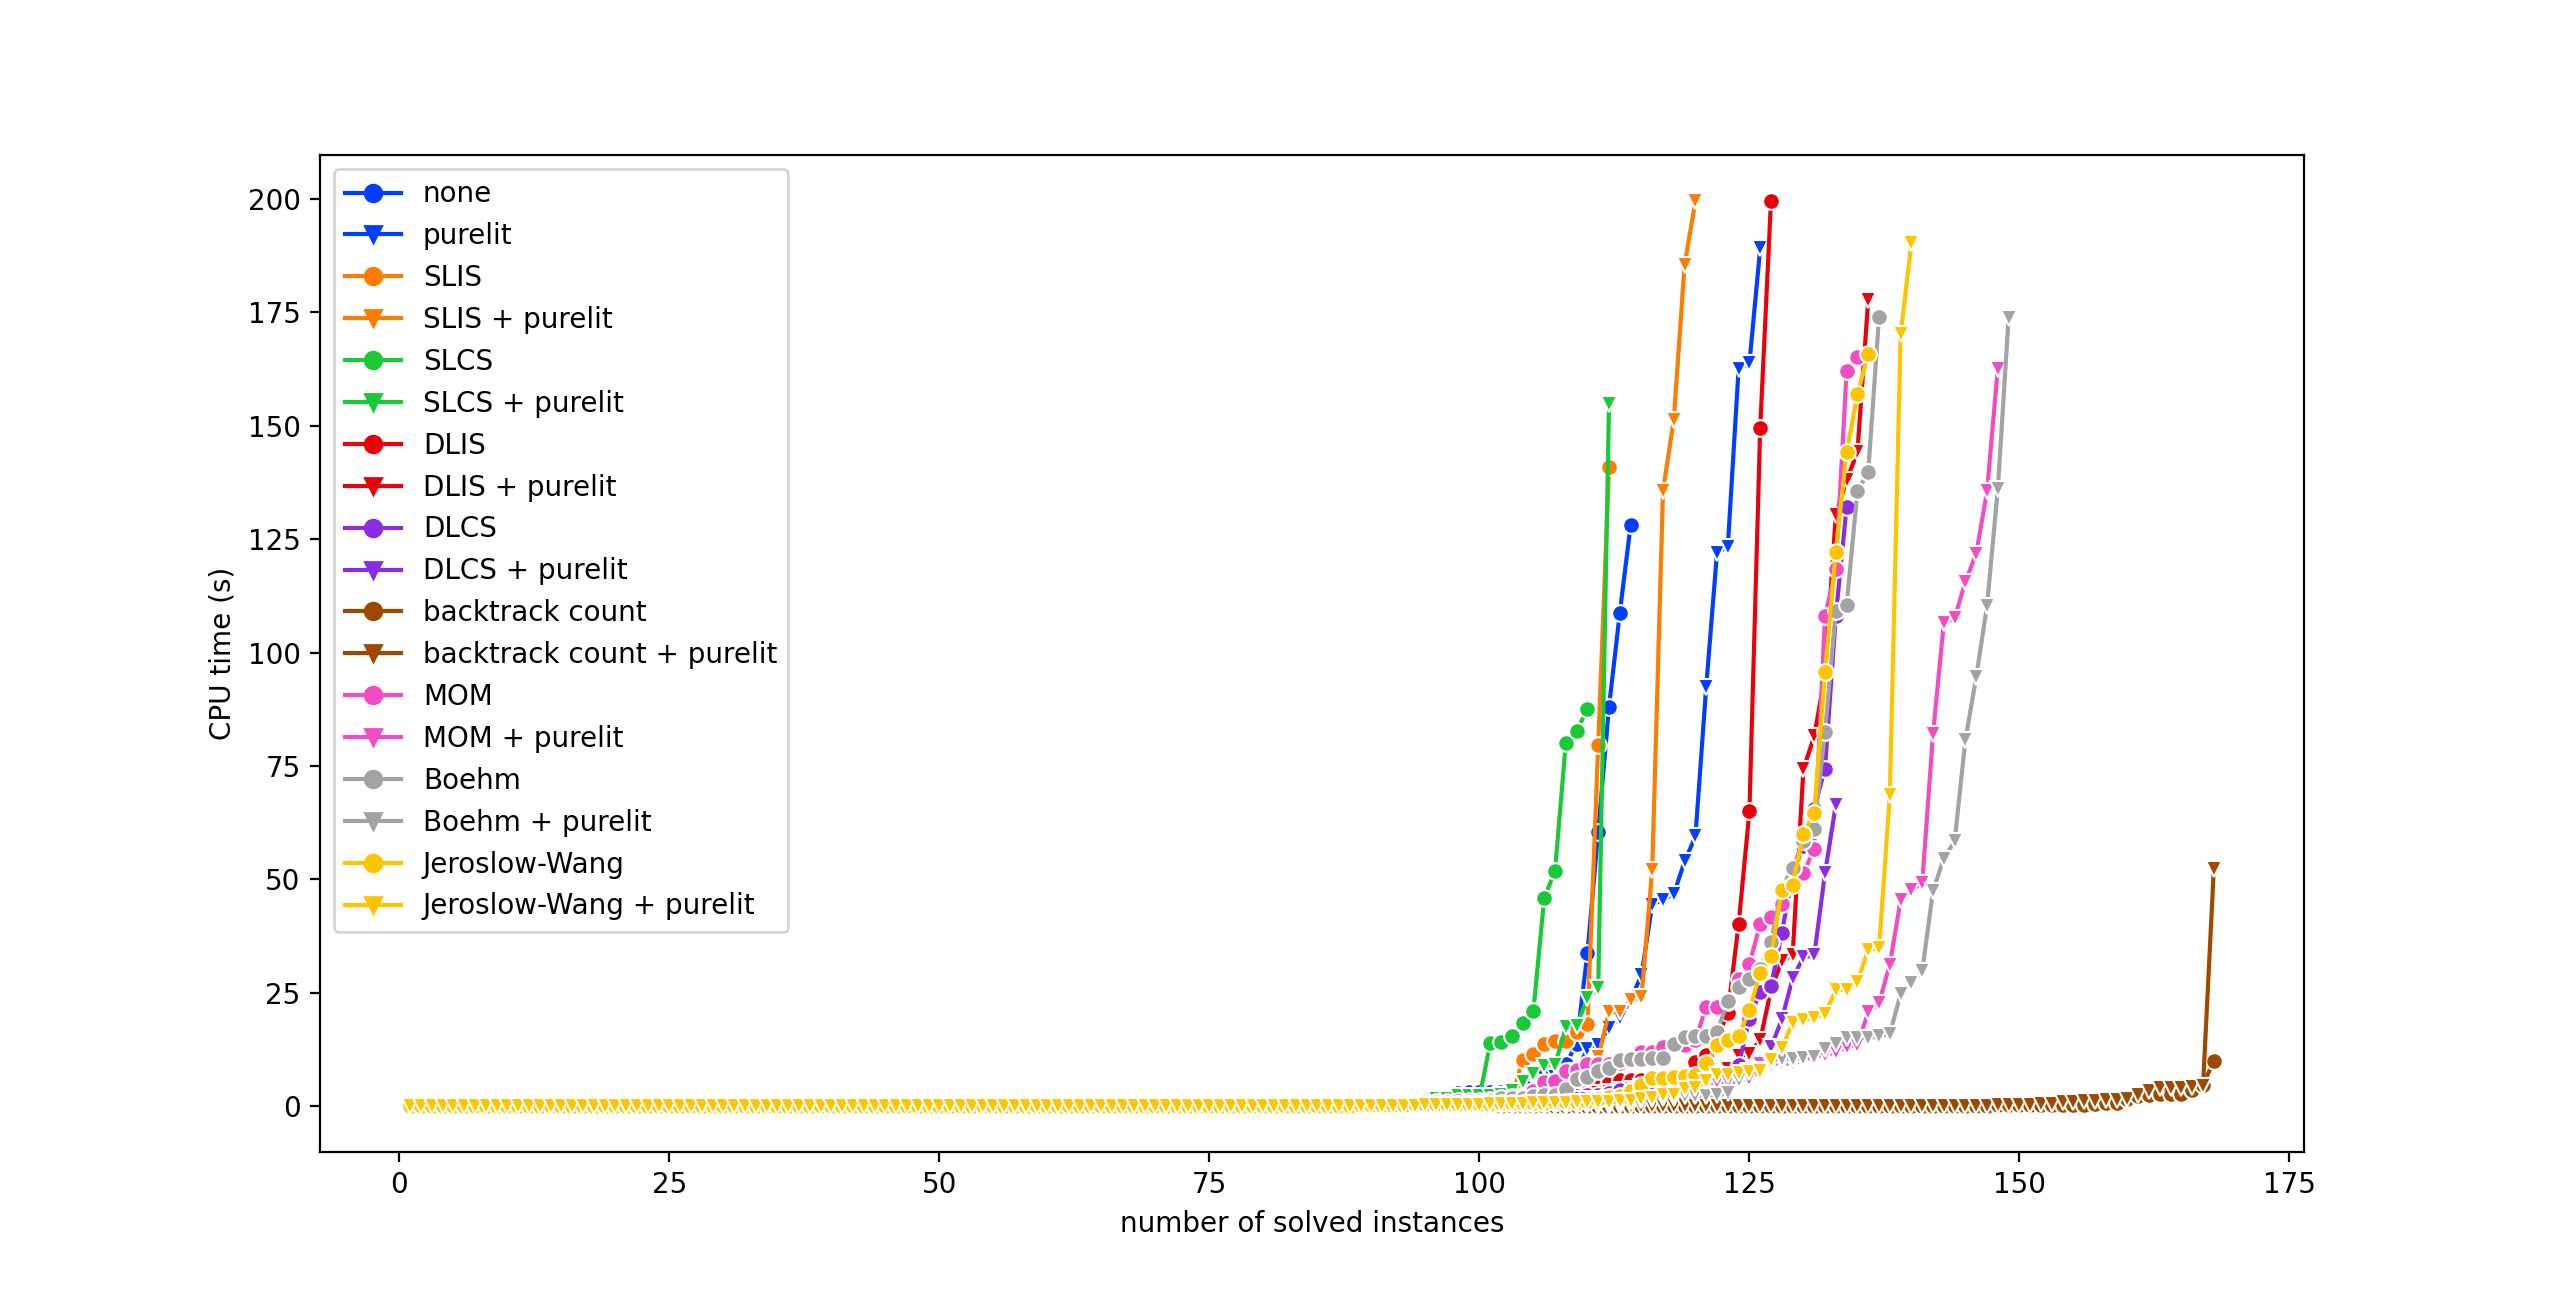 none
purelit
SLIS
SLIS + purelit
SLCS
SLCS + purelit
DLIS
DLIS + purelit
DLCS
DLCS + purelit
backtrack count
backtrack count + purelit
MOM
MOM + purelit
Boehm
Boehm + purelit
Jeroslow-Wang
Jeroslow-Wang + purelit
CPU time (s)
200
175
150
125
100
75
50
25
0
0 25 50 75 100 125 150 175
number of solved instances